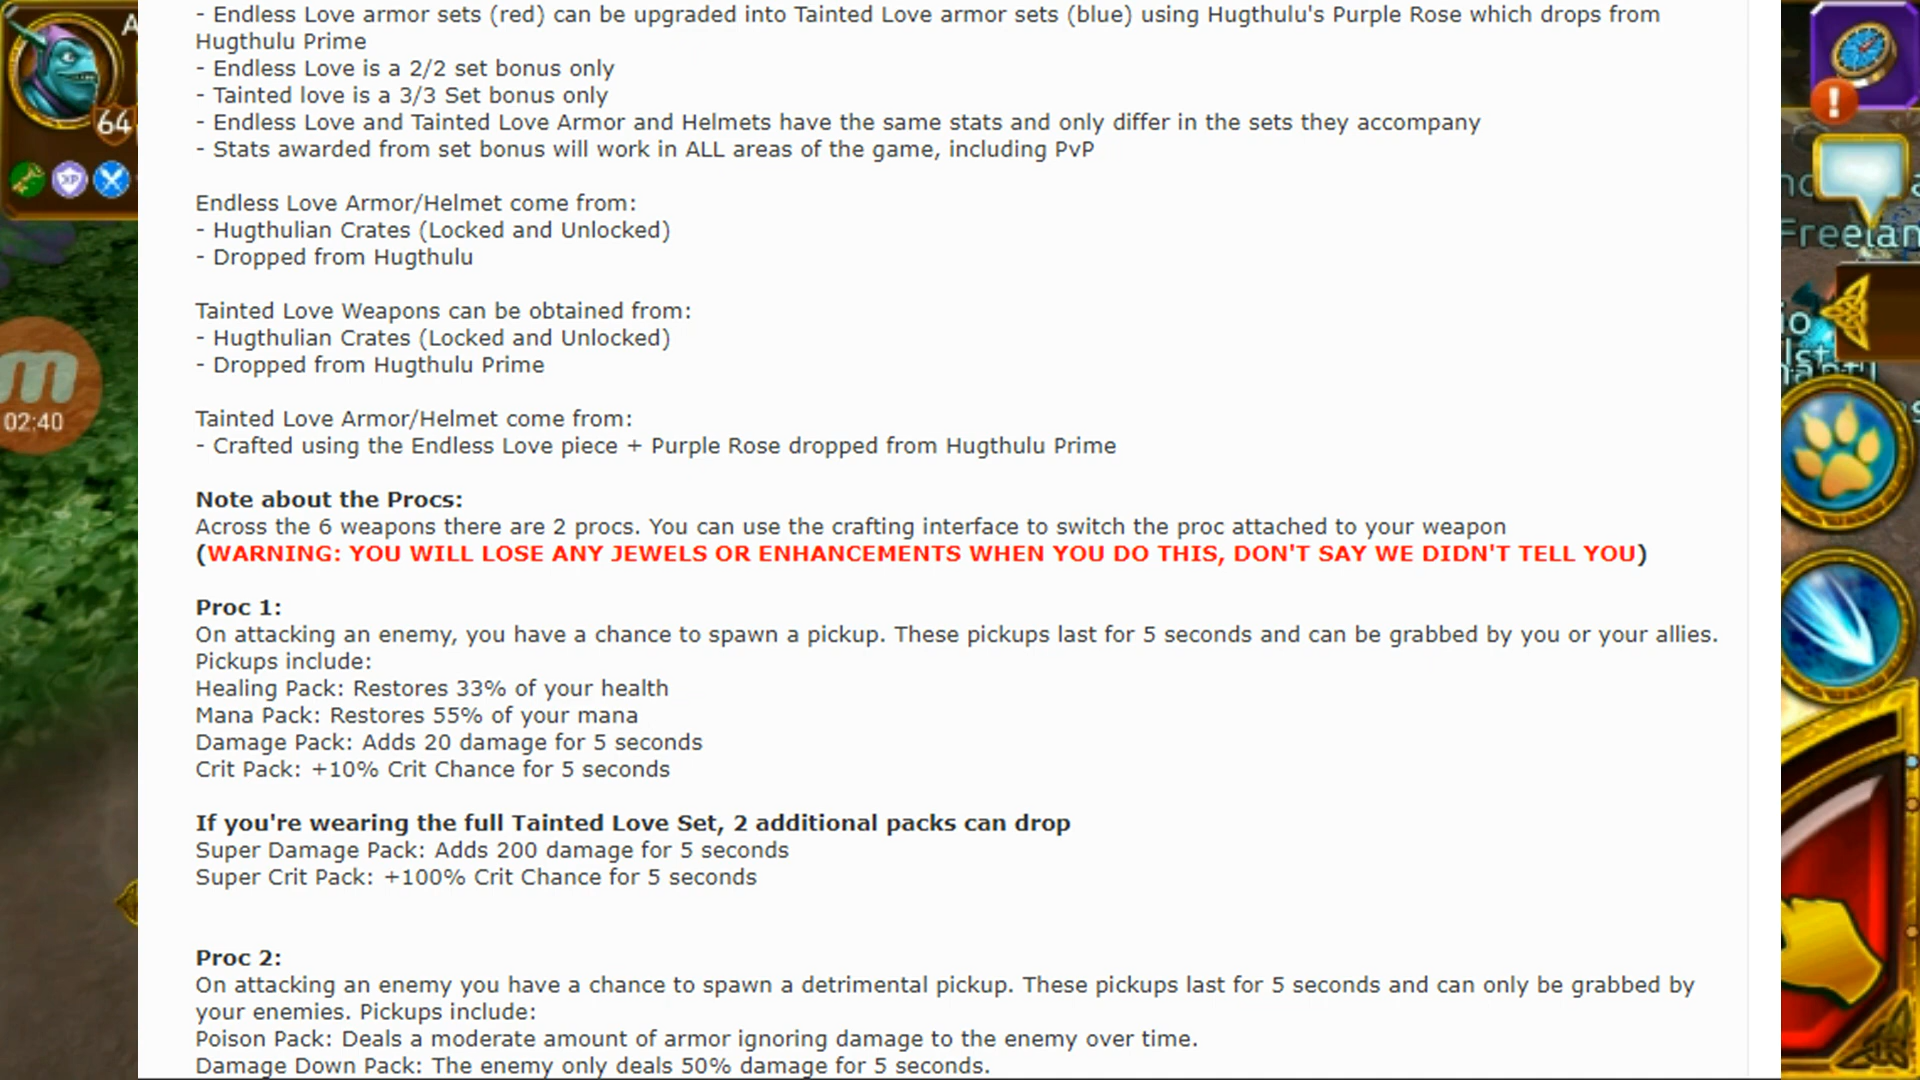 - Endless Love armor sets (red) can be upgraded into Tainted Love armor sets (blue) using Hugthulu's Purple Rose which drops from
Hugthulu Prime
- Endless Love is a 2/2 set bonus only
- Tainted love is a 3/3 Set bonus only
- Endless Love and Tainted Love Armor and Helmets have the same stats and only differ in the sets they accompany
- Stats awarded from set bonus will work in ALL areas of the game, including PvP
Endless Love Armor/Helmet come from:
- Hugthulian Crates (Locked and Unlocked)
- Dropped from Hugthulu
Tainted Love Weapons can be obtained from:
- Hugthulian Crates (Locked and Unlocked)
- Dropped from Hugthulu Prime
Tainted Love Armor/Helmet come from:
- Crafted using the Endless Love piece + Purple Rose dropped from Hugthulu Prime
Note about the Procs:
Across the 6 weapons there are 2 procs. You can use the crafting interface to switch the proc attached to your weapon
(WARNING: YOU WILL LOSE ANY JEWELS OR ENHANCEMENTS WHEN YOU DO THIS, DON'T SAY WE DIDN'T TELL YOU)
Proc 1:
On attacking an enemy, you have a chance to spawn a pickup. These pickups last for 5 seconds and can be grabbed by you or your allies.
Pickups include:
Healing Pack: Restores 33% of your health
Mana Pack: Restores 55% of your mana
Damage Pack: Adds 20 damage for 5 seconds
Crit Pack: +10% Crit Chance for 5 seconds
If you're wearing the full Tainted Love Set, 2 additional packs can drop
Super Damage Pack: Adds 200 damage for 5 seconds
Super Crit Pack: +100% Crit Chance for 5 seconds
Proc 2:
On attacking an enemy you have a chance to spawn a detrimental pickup. These pickups last for 5 seconds and can only be grabbed by
your enemies. Pickups include:
Poison Pack: Deals a moderate amount of armor ignoring damage to the enemy over time.
Damage Down Pack: The enemy only deals 50% damage for 5 seconds.
A
64
XP
02:40
!
Freelan